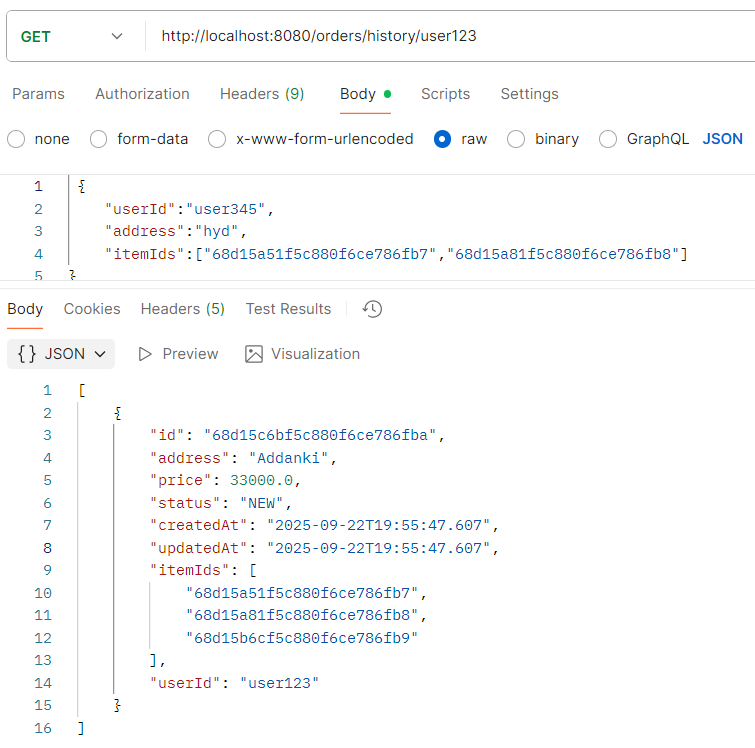 GET http://localhost:8080/orders/history/user123
Params Authorization Headers (9) Body Scripts Settings
none form-data x-www-form-urlencoded raw binary GraphQL JSON
1 {
2 "userId":"user345",
3 "address":"hyd",
4 "itemIds":["68d15a51f5c880f6ce786fb7","68d15a81f5c880f6ce786fb8"]
5 }
Body Cookies Headers (5) Test Results
{} JSON Preview Visualization
1 [
2 {
3 "id": "68d15c6bf5c880f6ce786fba",
4 "address": "Addanki",
5 "price": 33000.0,
6 "status": "NEW",
7 "createdAt": "2025-09-22T19:55:47.607",
8 "updatedAt": "2025-09-22T19:55:47.607",
9 "itemIds": [
10 "68d15a51f5c880f6ce786fb7",
11 "68d15a81f5c880f6ce786fb8",
12 "68d15b6cf5c880f6ce786fb9"
13 ],
14 "userId": "user123"
15 }
16 ]